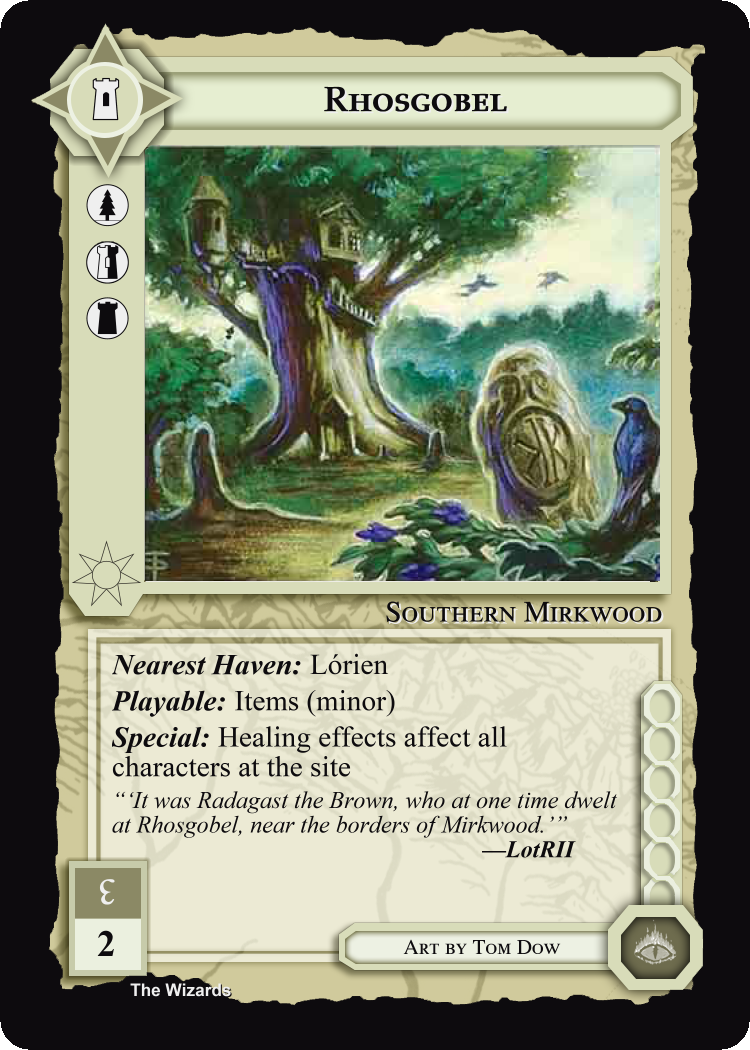 Rhosgobel
Southern Mirkwood
Nearest Haven: Lórien
Playable: Items (minor)
Special: Healing effects affect all
characters at the site
“‘It was Radagast the Brown, who at one time dwelt
at Rhosgobel, near the borders of Mirkwood.’”
—LotRII
2
Art by Tom Dow
The Wizards